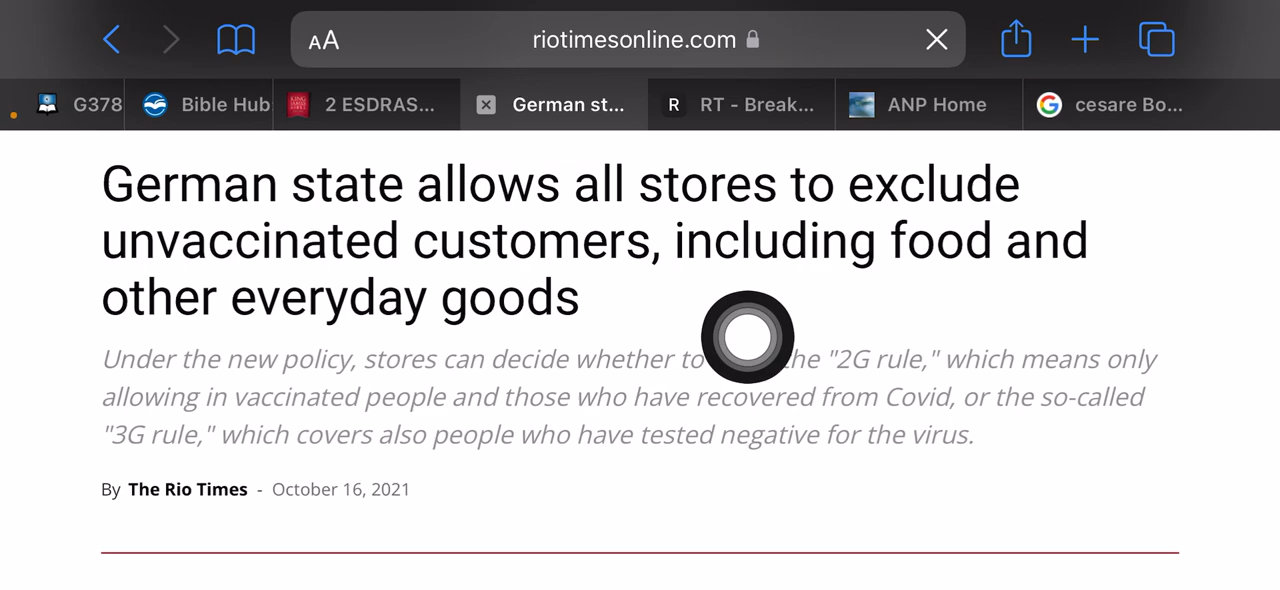 AA riotimesonline.com
G378 Bible Hub 2 ESDRAS... German st... R RT - Break... ANP Home G cesare Bo...
German state allows all stores to exclude
unvaccinated customers, including food and
other everyday goods
Under the new policy, stores can decide whether to he "2G rule," which means only
allowing in vaccinated people and those who have recovered from Covid, or the so-called
"3G rule," which covers also people who have tested negative for the virus.
By The Rio Times - October 16, 2021